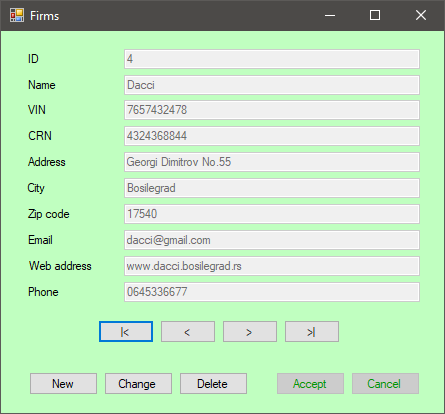 Firms
ID 4
Name Dacci
VIN 7657432478
CRN 4324368844
Address Georgi Dimitrov No.55
City Bosilegrad
Zip code 17540
Email dacci@gmail.com
Web address www.dacci.bosilegrad.rs
Phone 0645336677
|< < > >|
New Change Delete Accept Cancel